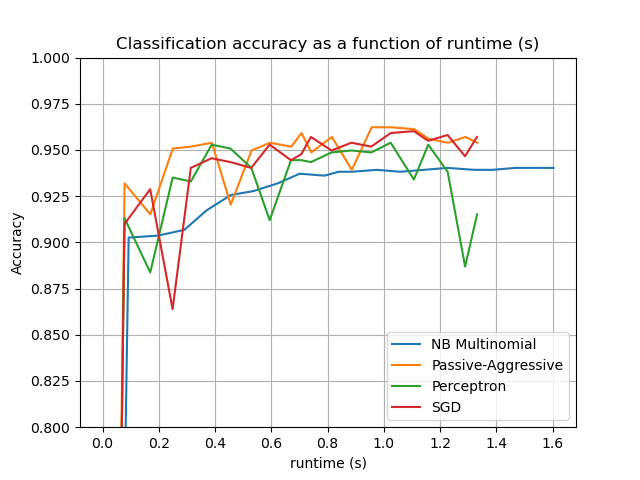 Classification accuracy as a function of runtime (s)
1.000
0.975
0.950
0.925
0.900
0.875
0.850
0.825
0.800
Accuracy
NB Multinomial
Passive-Aggressive
Perceptron
SGD
0.0 0.2 0.4 0.6 0.8 1.0 1.2 1.4 1.6
runtime (s)